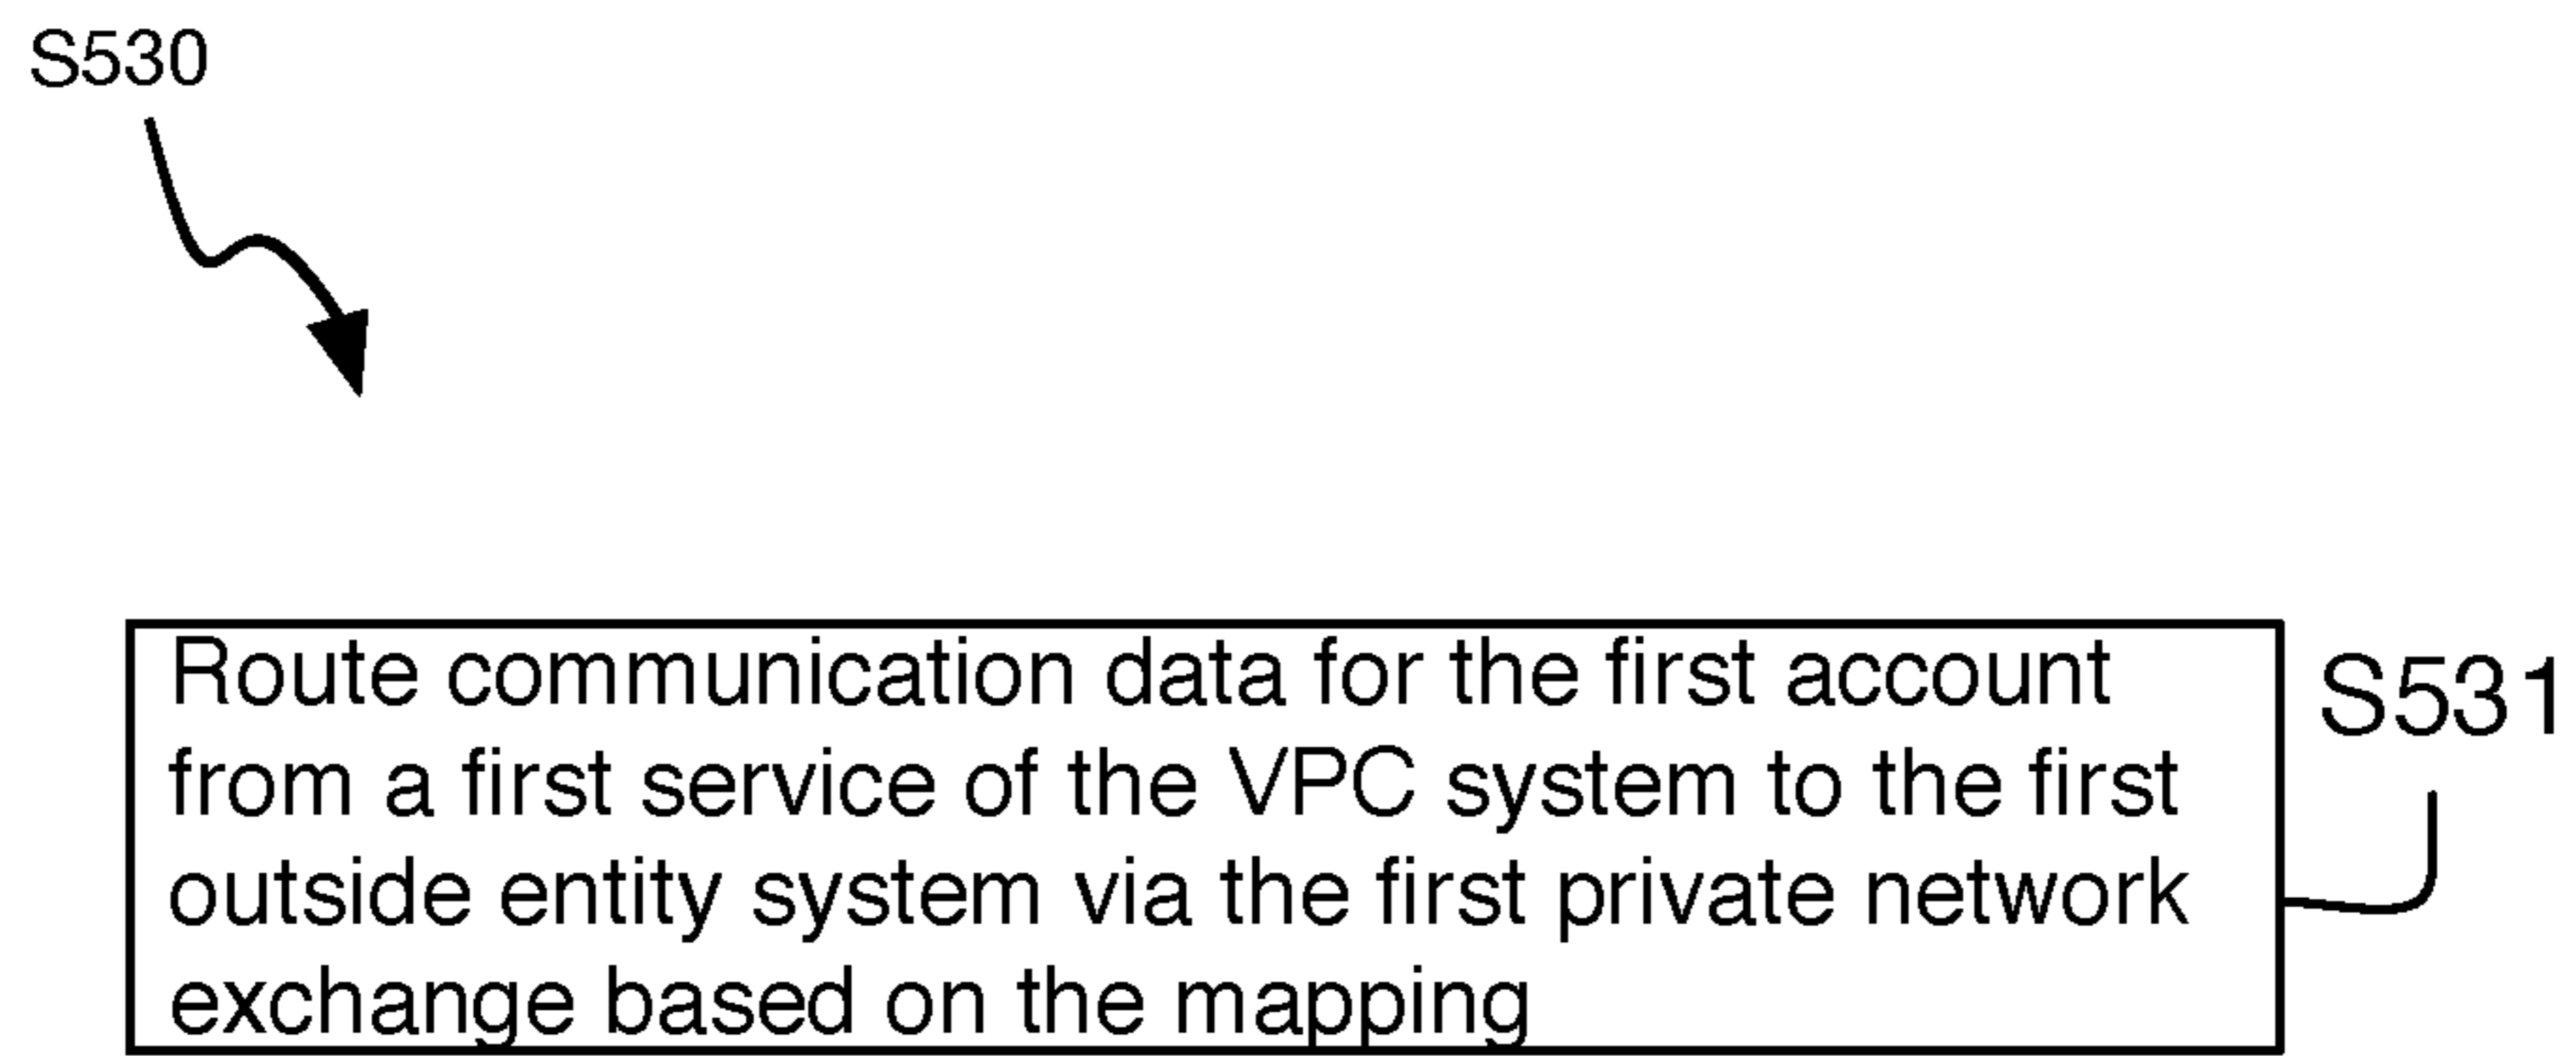 S530
Route communication data for the first account
from a first service of the VPC system to the first
outside entity system via the first private network
exchange based on the mapping
S531